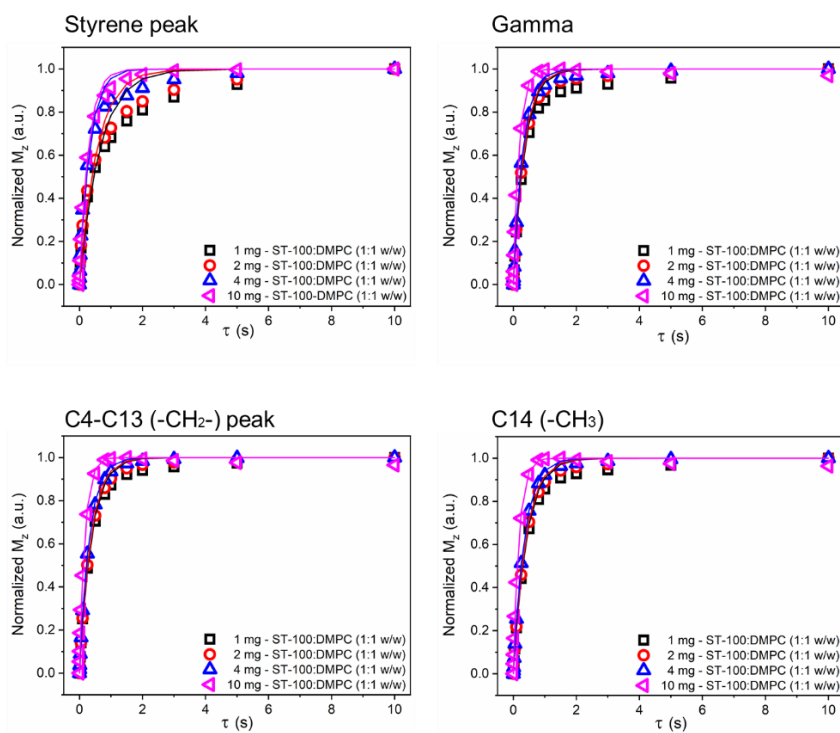 Styrene peak
Normalized Mz (a.u.)
1.0
0.8
0.6
0.4
0.2
0.0
1 mg - ST-100:DMPC (1:1 w/w)
2 mg - ST-100:DMPC (1:1 w/w)
4 mg - ST-100:DMPC (1:1 w/w)
10 mg - ST-100-DMPC (1:1 w/w)
0 2 4 6 8 10
τ (s)
Gamma
Normalized Mz (a.u.)
1.0
0.8
0.6
0.4
0.2
0.0
1 mg - ST-100:DMPC (1:1 w/w)
2 mg - ST-100:DMPC (1:1 w/w)
4 mg - ST-100:DMPC (1:1 w/w)
10 mg - ST-100:DMPC (1:1 w/w)
0 2 4 6 8 10
τ (s)
C4-C13 (-CH2-) peak
Normalized Mz (a.u.)
1.0
0.8
0.6
0.4
0.2
0.0
1 mg - ST-100:DMPC (1:1 w/w)
2 mg - ST-100:DMPC (1:1 w/w)
4 mg - ST-100:DMPC (1:1 w/w)
10 mg - ST-100:DMPC (1:1 w/w)
0 2 4 6 8 10
τ (s)
C14 (-CH3)
Normalized Mz (a.u.)
1.0
0.8
0.6
0.4
0.2
0.0
1 mg - ST-100:DMPC (1:1 w/w)
2 mg - ST-100:DMPC (1:1 w/w)
4 mg - ST-100:DMPC (1:1 w/w)
10 mg - ST-100:DMPC (1:1 w/w)
0 2 4 6 8 10
τ (s)